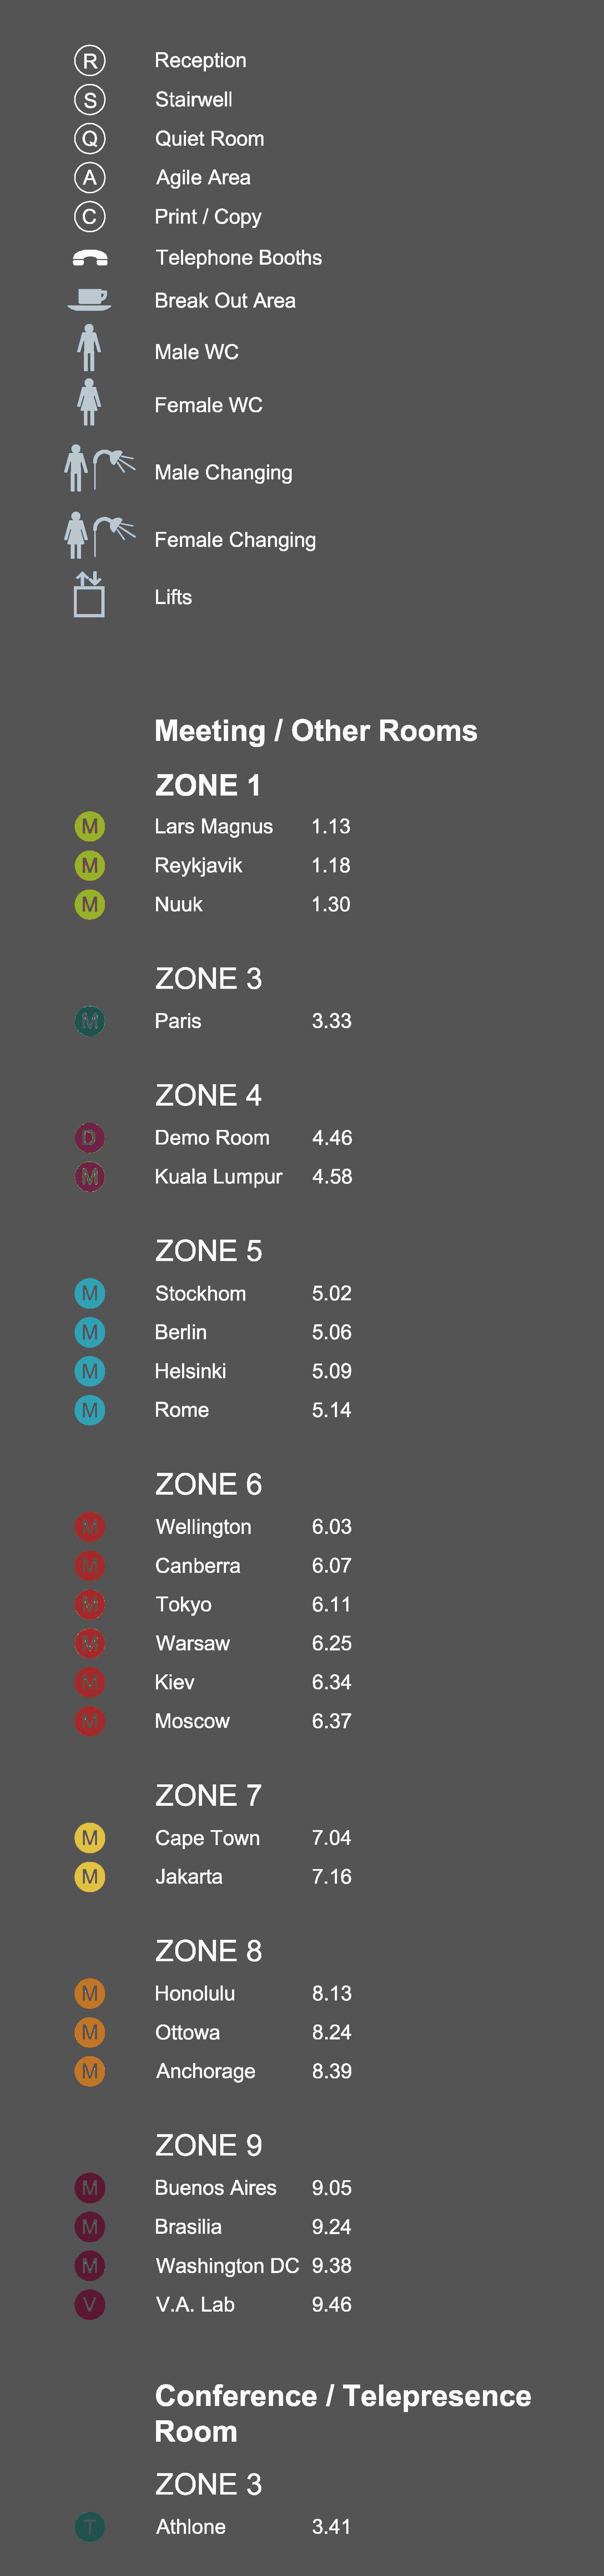 R Reception
S Stairwell
Q Quiet Room
A Agile Area
C Print / Copy
Telephone Booths
Break Out Area
Male WC
Female WC
Male Changing
Female Changing
Lifts
Meeting / Other Rooms
ZONE 1
M Lars Magnus 1.13
M Reykjavik 1.18
M Nuuk 1.30
ZONE 3
M Paris 3.33
ZONE 4
D Demo Room 4.46
M Kuala Lumpur 4.58
ZONE 5
M Stockhom 5.02
M Berlin 5.06
M Helsinki 5.09
M Rome 5.14
ZONE 6
M Wellington 6.03
M Canberra 6.07
M Tokyo 6.11
M Warsaw 6.25
M Kiev 6.34
M Moscow 6.37
ZONE 7
M Cape Town 7.04
M Jakarta 7.16
ZONE 8
M Honolulu 8.13
M Ottowa 8.24
M Anchorage 8.39
ZONE 9
M Buenos Aires 9.05
M Brasilia 9.24
M Washington DC 9.38
V V.A. Lab 9.46
Conference / Telepresence
Room
ZONE 3
T Athlone 3.41